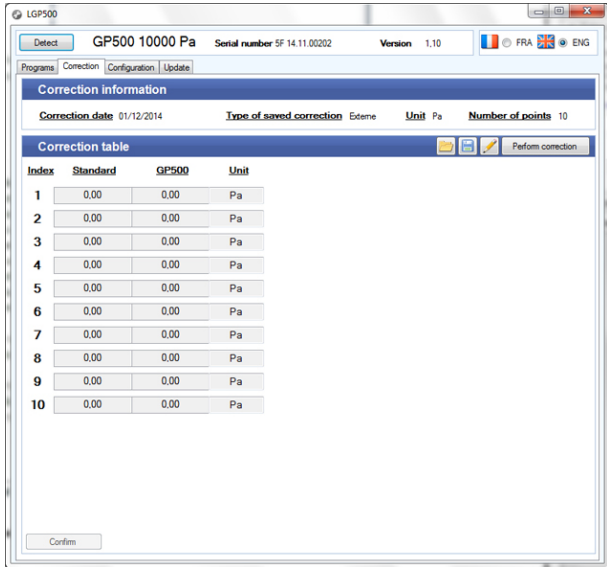 LGP500
Detect GP500 10000 Pa Serial number 5F 14.11.00202 Version 1,10 FRA ENG
Programs Correction Configuration Update
Correction information
Correction date 01/12/2014 Type of saved correction Externe Unit Pa Number of points 10
Correction table Perform correction
Index Standard GP500 Unit
1 0,00 0,00 Pa
2 0,00 0,00 Pa
3 0,00 0,00 Pa
4 0,00 0,00 Pa
5 0,00 0,00 Pa
6 0,00 0,00 Pa
7 0,00 0,00 Pa
8 0,00 0,00 Pa
9 0,00 0,00 Pa
10 0,00 0,00 Pa
Confirm